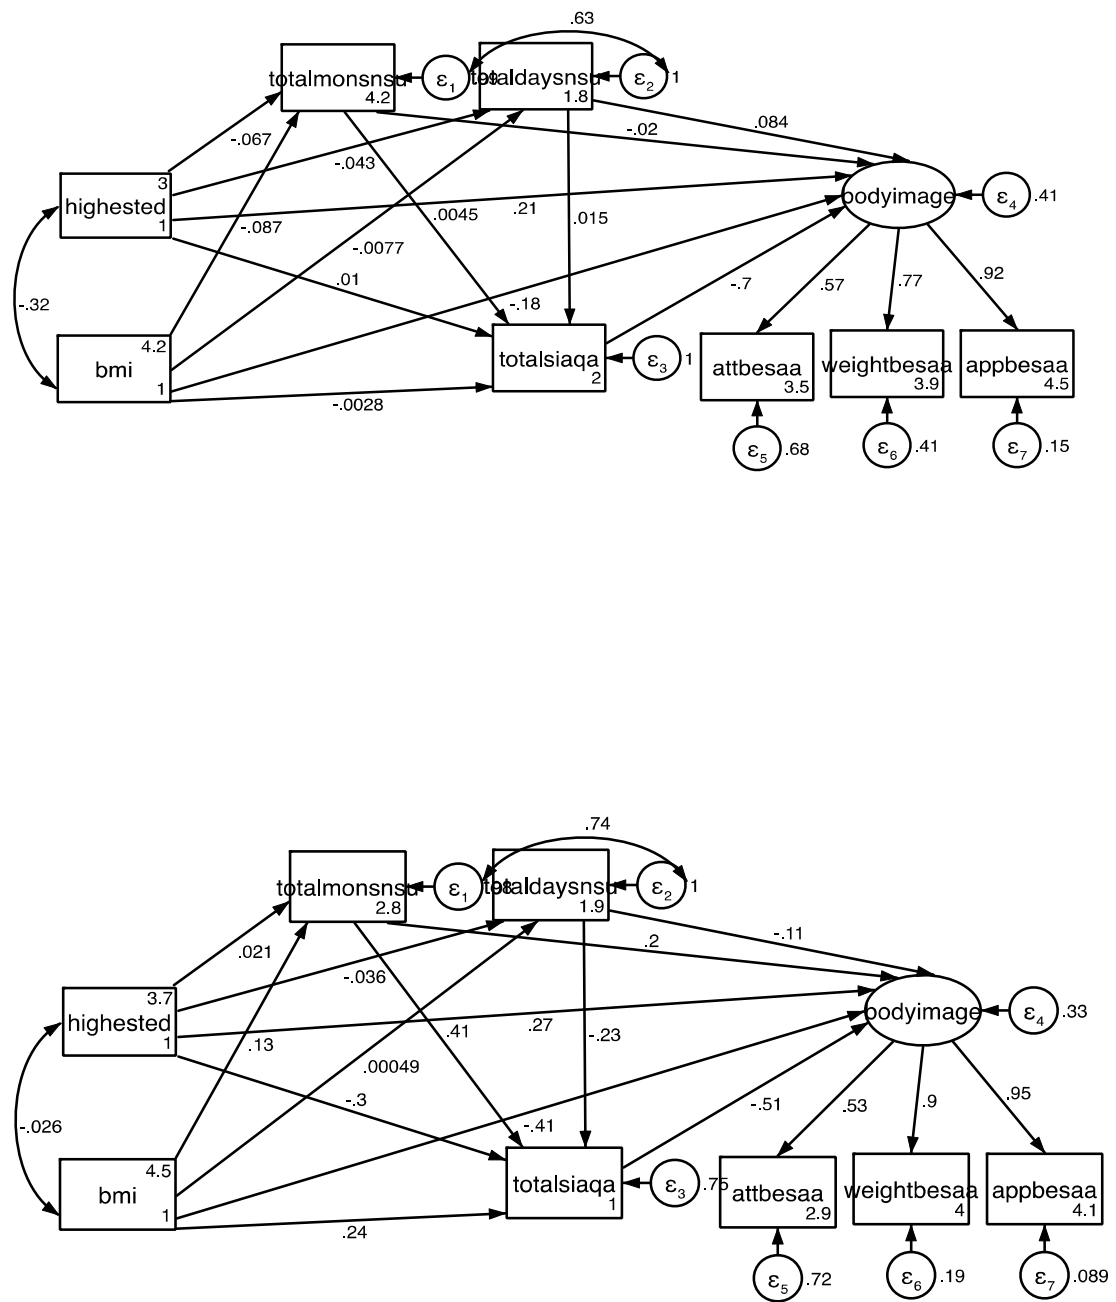 .63
totalmonsnsu
4.2
ε1
.99
totaldaysnsu
1.8
ε2
1
-.067
-.02
.084
3
highested
1
-.043
.0045
.21
.015
bodyimage
ε4
.41
-.087
-.0077
.01
-.18
-.7
.57
.77
.92
-.32
4.2
bmi
1
totalsiaqa
2
ε3
1
attbesaa
3.5
weightbesaa
3.9
appbesaa
4.5
-.0028
ε5
.68
ε6
.41
ε7
.15
.74
totalmonsnsu
2.8
ε1
.98
totaldaysnsu
1.9
ε2
1
.021
.2
-.11
3.7
highested
1
-.036
.41
.27
-.23
bodyimage
ε4
.33
.13
.00049
-.3
-.41
-.51
.53
.9
.95
-.026
4.5
bmi
1
totalsiaqa
1
ε3
.75
attbesaa
2.9
weightbesaa
4
appbesaa
4.1
.24
ε5
.72
ε6
.19
ε7
.089